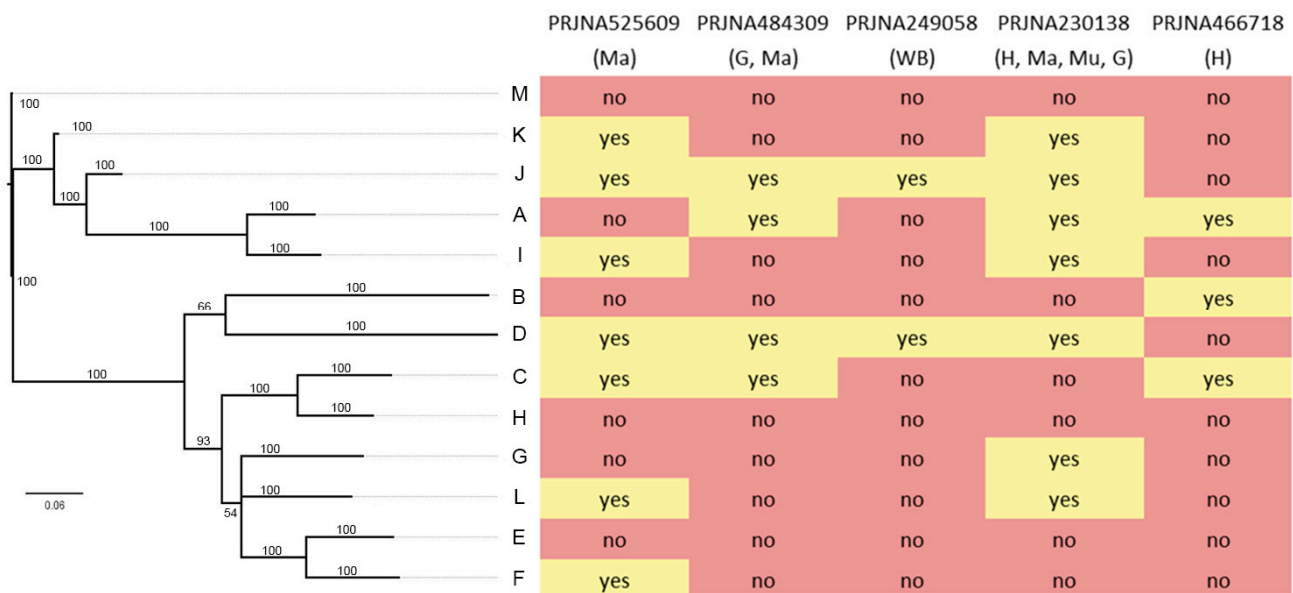 PRJNA525609 PRJNA484309 PRJNA249058 PRJNA230138 PRJNA466718
(Ma) (G, Ma) (WB) (H, Ma, Mu, G) (H)
100 M no no no no no
100 K yes no no yes no
100 100 J yes yes yes yes no
100
100 A no yes no yes yes
100
100 I yes no no yes no
100
100 B no no no no yes
66 D yes yes yes yes no
100 100 C yes yes no no yes
100
100 H no no no no no
93 100 G no no no yes no
100 L yes no no yes no
0.06 54
100 E no no no no no
100
100 F yes no no no no